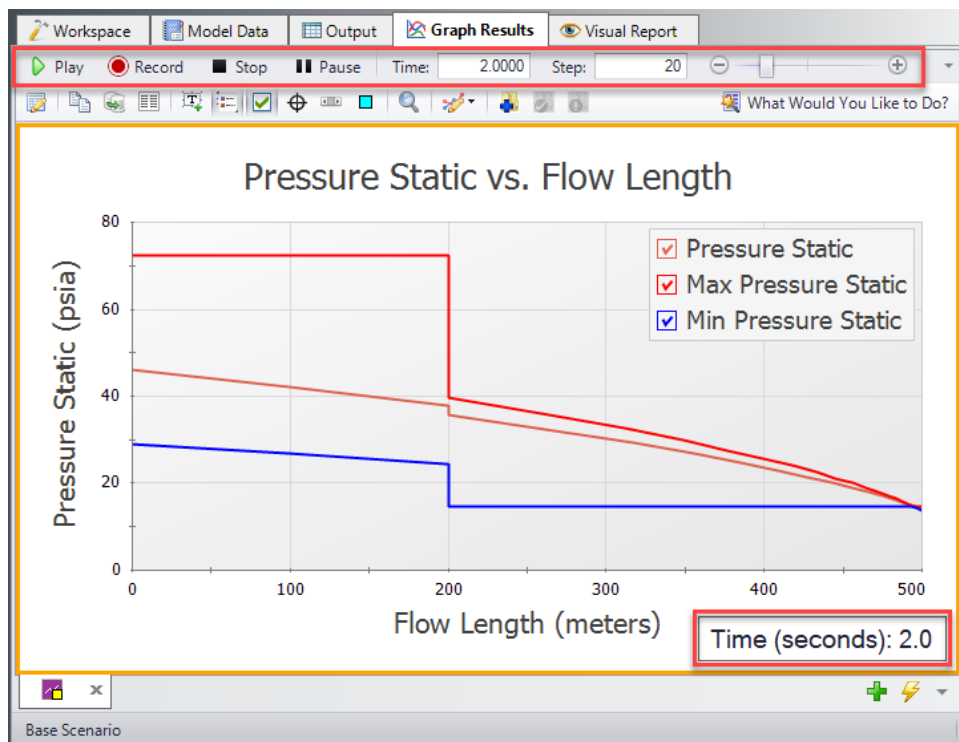 Workspace Model Data Output Graph Results Visual Report
Play Record Stop Pause Time: 2.0000 Step: 20
What Would You Like to Do?
Pressure Static vs. Flow Length
Pressure Static (psia)
80
60
40
20
0
Pressure Static
Max Pressure Static
Min Pressure Static
0 100 200 300 400 500
Flow Length (meters)
Time (seconds): 2.0
Base Scenario